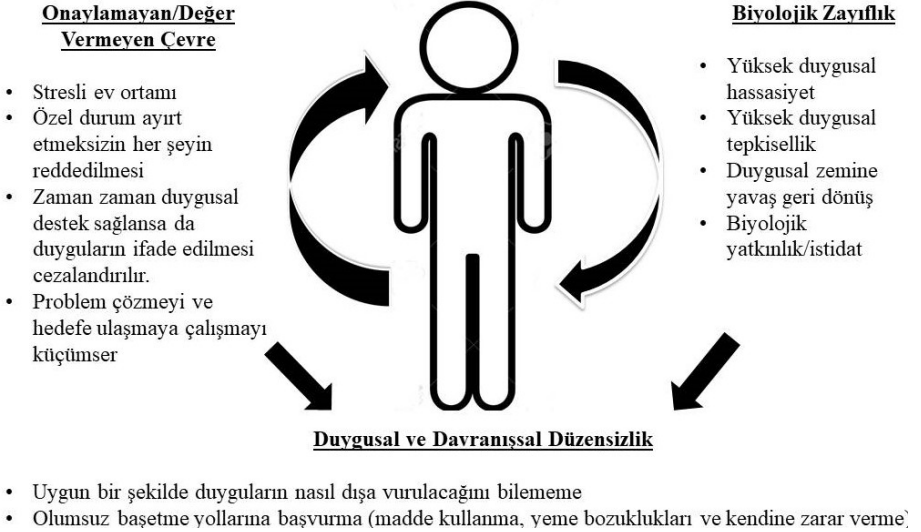 Onaylamayan/Değer
Vermeyen Çevre
• Stresli ev ortamı
• Özel durum ayırt
etmeksizin her şeyin
reddedilmesi
• Zaman zaman duygusal
destek sağlansa da
duyguların ifade edilmesi
cezalandırılır.
• Problem çözmeyi ve
hedefe ulaşmaya çalışmayı
küçümser
Biyolojik Zayıflık
• Yüksek duygusal
hassasiyet
• Yüksek duygusal
tepkisellik
• Duygusal zemine
yavaş geri dönüş
• Biyolojik
yatkınlık/istidat
Duygusal ve Davranışsal Düzensizlik
• Uygun bir şekilde duyguların nasıl dışa vurulacağını bilememe
• Olumsuz başetme yollarına başvurma (madde kullanma, yeme bozuklukları ve kendine zarar verme)